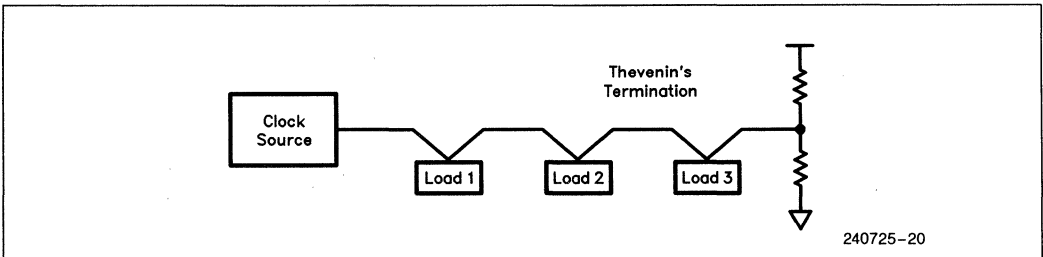 Thevenin's
Termination
Clock
Source
Load 1
Load 2
Load 3
240725-20